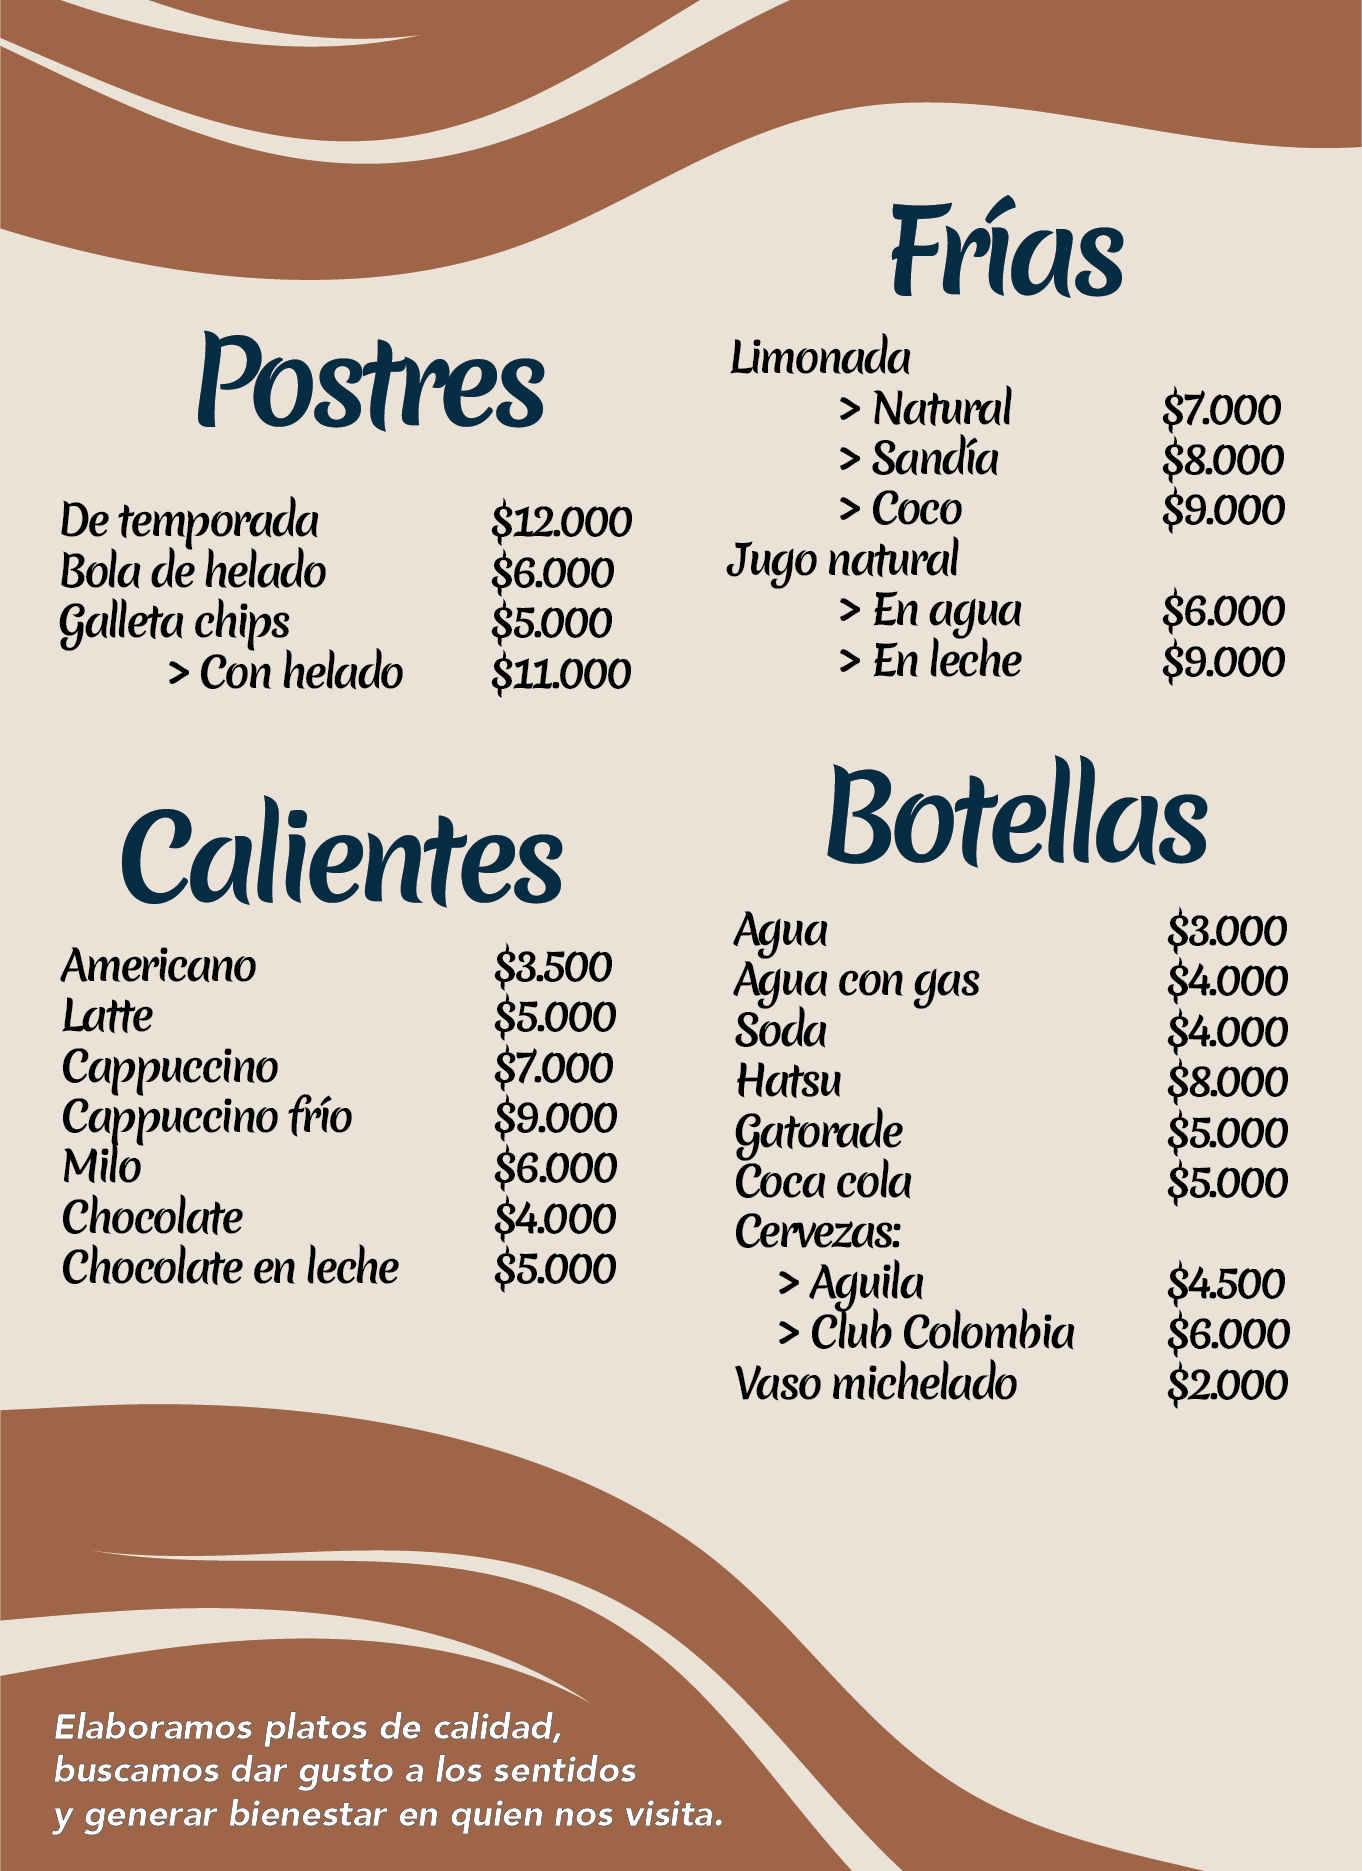 Postres
De temporada $12.000
Bola de helado $6.000
Galleta chips $5.000
> Con helado $11.000
Calientes
Americano $3.500
Latte $5.000
Cappuccino $7.000
Cappuccino frío $9.000
Milo $6.000
Chocolate $4.000
Chocolate en leche $5.000
Frías
Limonada
> Natural $7.000
> Sandía $8.000
> Coco $9.000
Jugo natural
> En agua $6.000
> En leche $9.000
Botellas
Agua $3.000
Agua con gas $4.000
Soda $4.000
Hatsu $8.000
Gatorade $5.000
Coca cola $5.000
Cervezas:
> Aguila $4.500
> Club Colombia $6.000
Vaso michelado $2.000
Elaboramos platos de calidad,
buscamos dar gusto a los sentidos
y generar bienestar en quien nos visita.